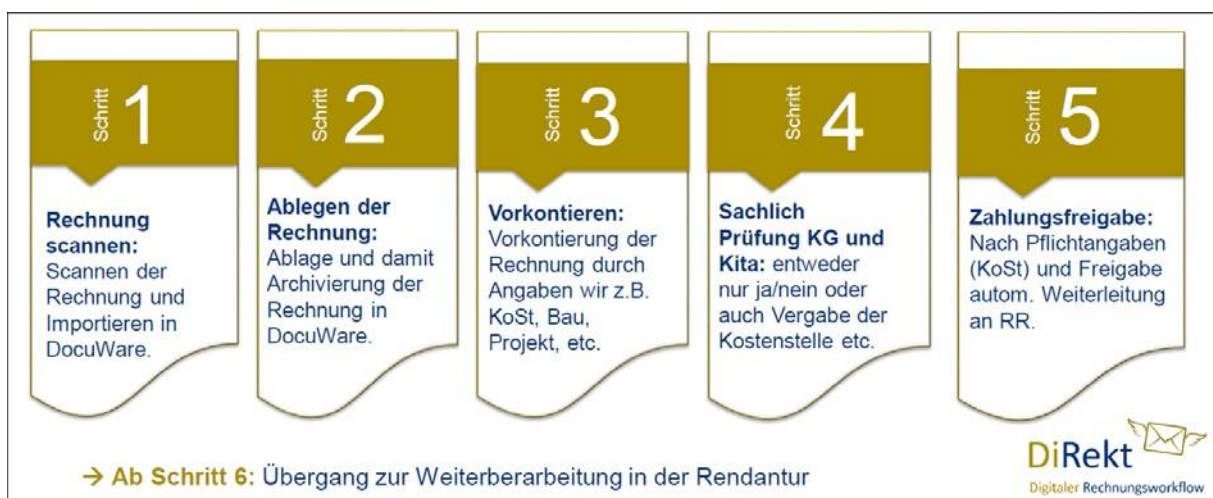 Schritt 1
Rechnung
scannen:
Scannen der
Rechnung und
Importieren in
DocuWare.
Schritt 2
Ablegen der
Rechnung:
Ablage und damit
Archivierung der
Rechnung in
DocuWare.
Schritt 3
Vorkontieren:
Vorkontierung der
Rechnung durch
Angaben wir z.B.
KoSt, Bau,
Projekt, etc.
Schritt 4
Sachlich
Prüfung KG und
Kita: entweder
nur ja/nein oder
auch Vergabe der
Kostenstelle etc.
Schritt 5
Zahlungsfreigabe:
Nach Pflichtangaben
(KoSt) und Freigabe
autom. Weiterleitung
an RR.
→ Ab Schritt 6: Übergang zur Weiterberarbeitung in der Rendantur
DiRekt
Digitaler Rechnungsworkflow